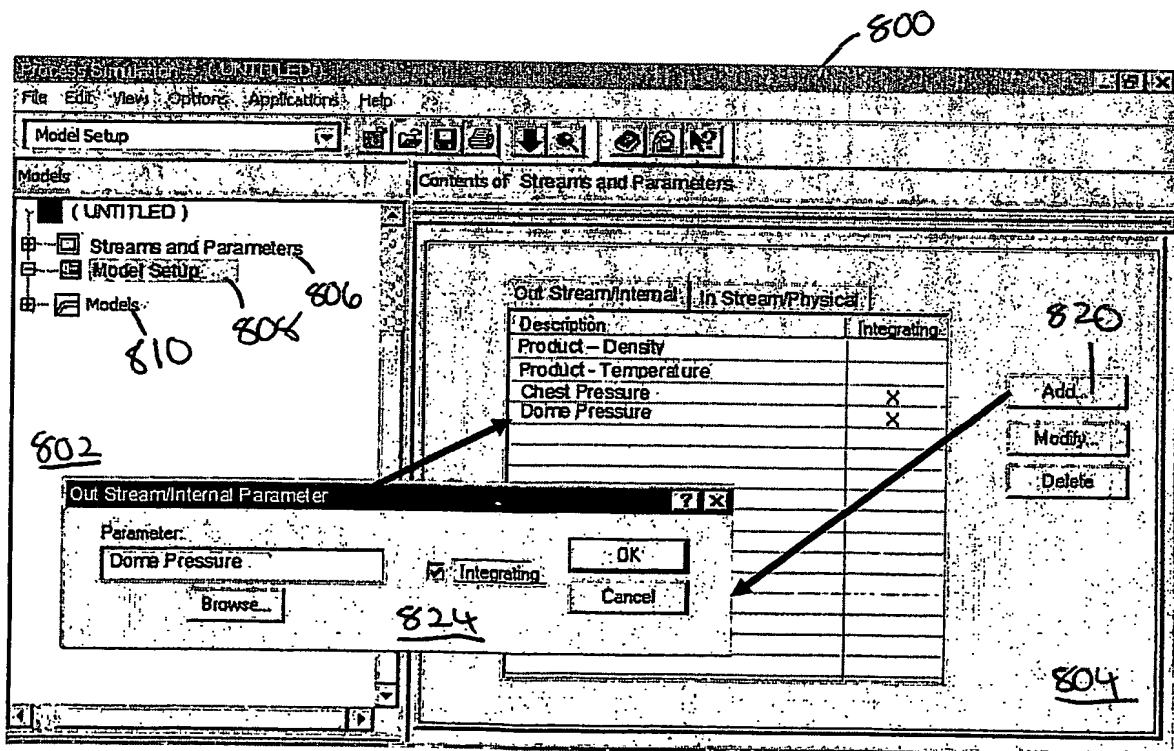 800
Process Simulation - (UNTITLED)
File Edit View Options Applications Help
Model Setup
Models
Contents of Streams and Parameters
(UNTITLED)
Streams and Parameters
Model Setup
Models
806
808
810
802
Out Stream/Internal
In Stream/Physical
Description
Integrating
Product - Density
Product - Temperature
Chest Pressure X
Dome Pressure X
820
Add...
Modify...
Delete
Out Stream/Internal Parameter
Parameter:
Dome Pressure
Integrating
OK
Browse...
Cancel
824
804